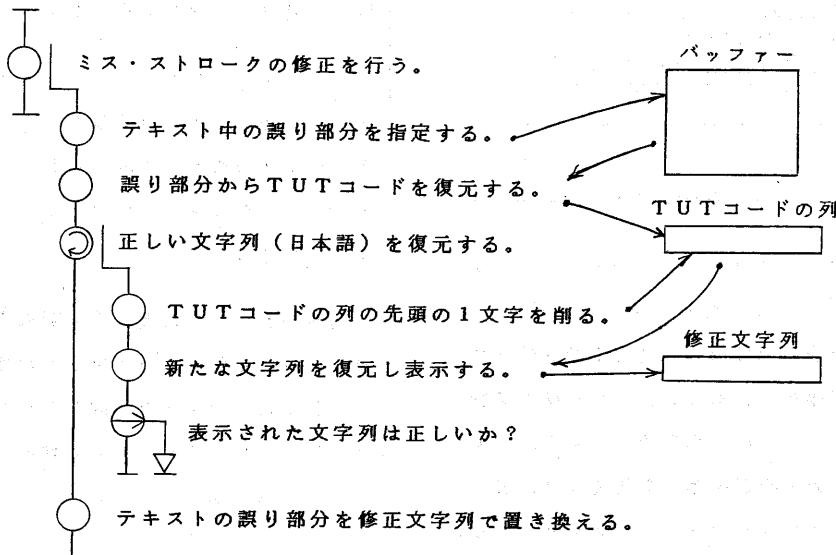 ミス・ストロークの修正を行う。
バッファー
テキスト中の誤り部分を指定する。
誤り部分からTUTコードを復元する。
TUTコードの列
正しい文字列(日本語)を復元する。
TUTコードの列の先頭の1文字を削る。
修正文字列
新たな文字列を復元し表示する。
表示された文字列は正しいか?
テキストの誤り部分を修正文字列で置き換える。